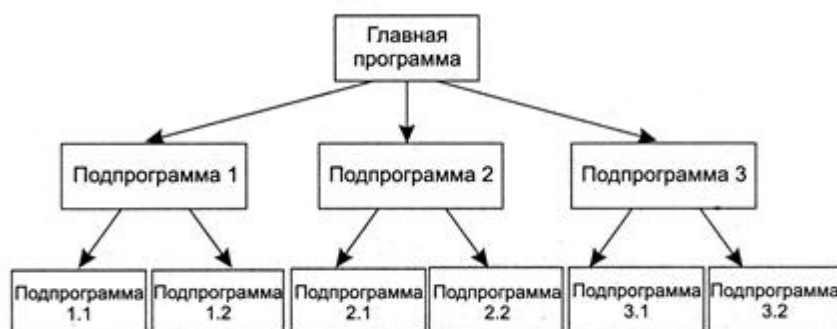 Главная
программа
Подпрограмма 1
Подпрограмма 2
Подпрограмма 3
Подпрограмма
1.1
Подпрограмма
1.2
Подпрограмма
2.1
Подпрограмма
2.2
Подпрограмма
3.1
Подпрограмма
3.2